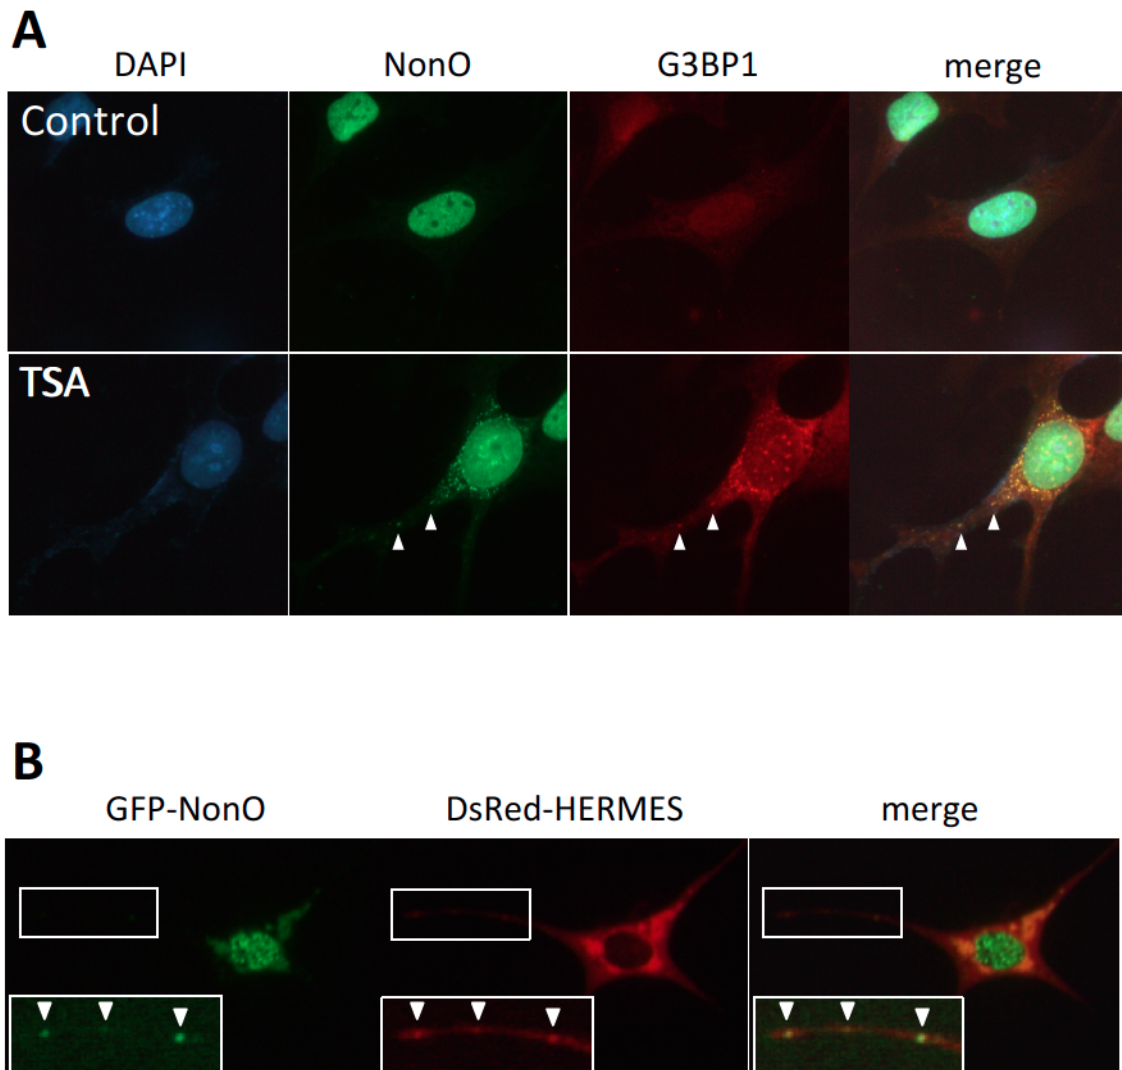 A
DAPI NonO G3BP1 merge
Control
TSA
B
GFP-NonO DsRed-HERMES merge